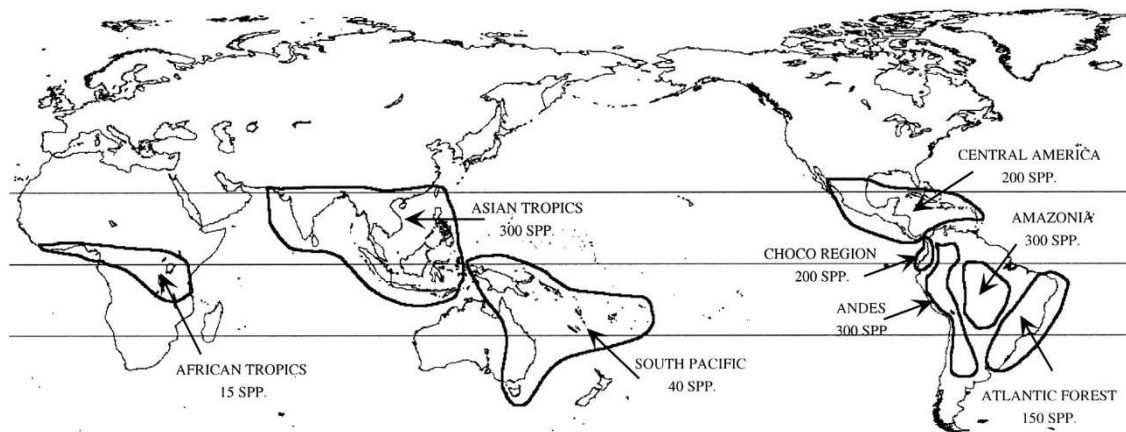 CENTRAL AMERICA
200 SPP.
ASIAN TROPICS
300 SPP.
AMAZONIA
300 SPP.
CHOCO REGION
200 SPP.
ANDES
300 SPP
AFRICAN TROPICS
15 SPP.
SOUTH PACIFIC
40 SPP.
ATLANTIC FOREST
150 SPP.